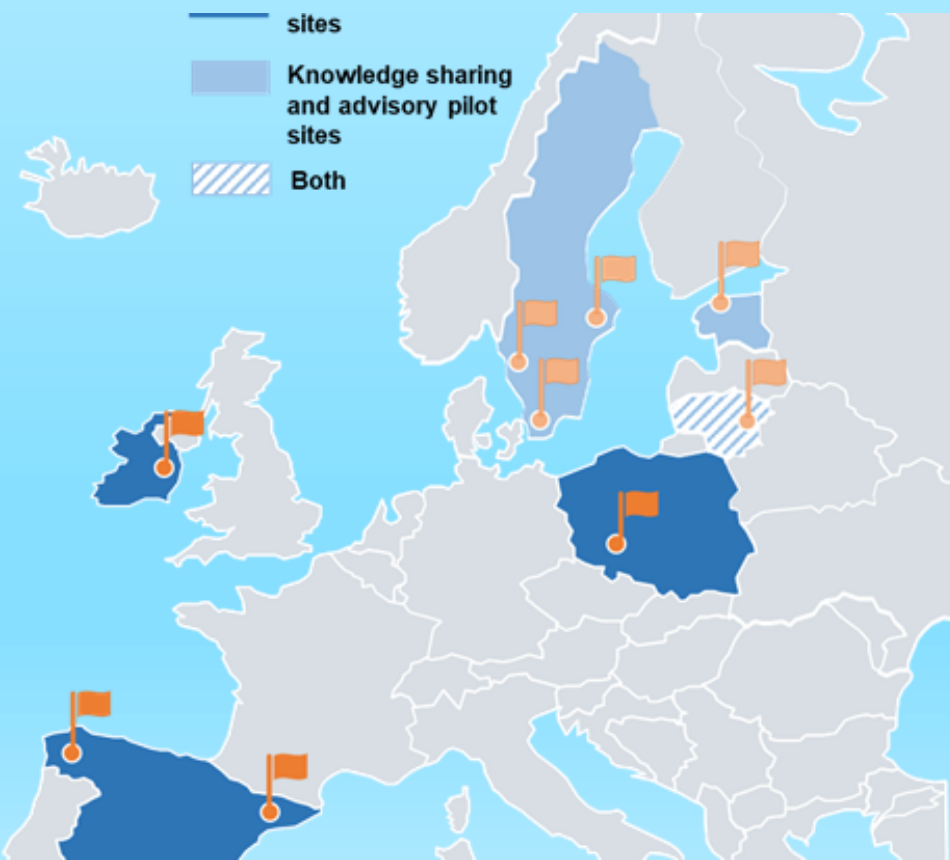 sites
Knowledge sharing
and advisory pilot
sites
Both